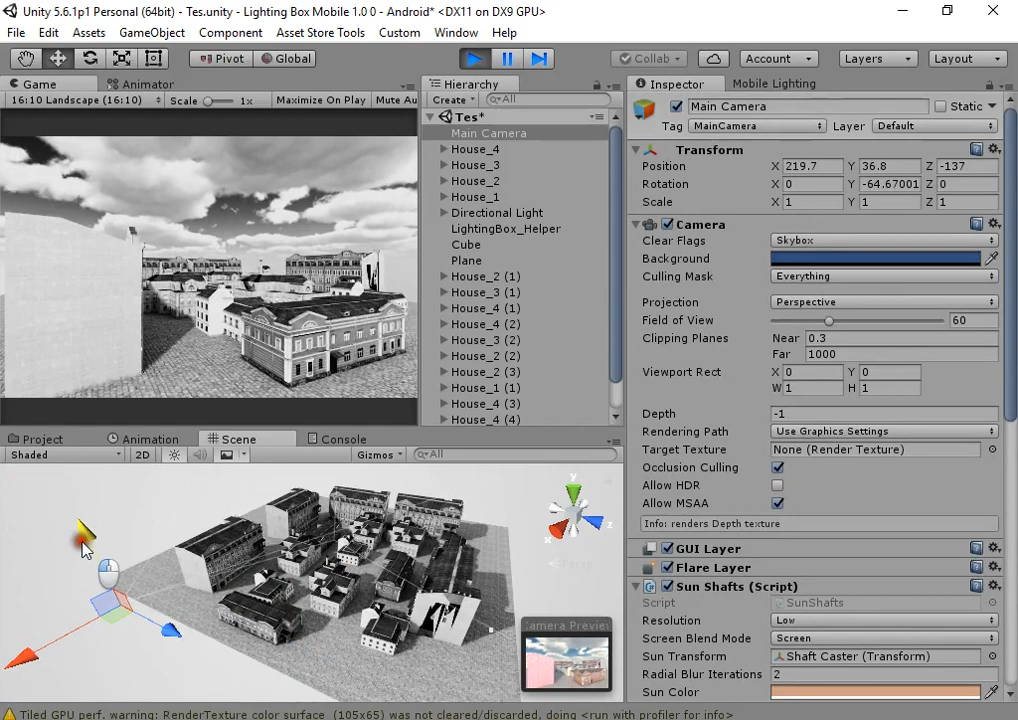 Unity 5.6.1p1 Personal (64bit) - Tes.unity - Lighting Box Mobile 1.0 0 - Android* <DX11 on DX9 GPU>
File Edit Assets GameObject Component Asset Store Tools Custom Window Help
Pivot Global Collab Account Layers Layout
Game Animator
16:10 Landscape (16:10) Scale 1x Maximize On Play Mute Au
Hierarchy
Create All
Tes*
Main Camera
House_4
House_3
House_2
House_1
Directional Light
LightingBox_Helper
Cube
Plane
House_2 (1)
House_3 (1)
House_4 (1)
House_4 (2)
House_3 (2)
House_2 (2)
House_2 (3)
House_1 (1)
House_4 (3)
House_4 (4)
Inspector Mobile Lighting
Main Camera Static
Tag MainCamera Layer Default
Transform
Position X 219.7 Y 36.8 Z -137
Rotation X 0 Y -64.67001 Z 0
Scale X 1 Y 1 Z 1
Camera
Clear Flags Skybox
Background
Culling Mask Everything
Projection Perspective
Field of View 60
Clipping Planes Near 0.3
Far 1000
Viewport Rect X 0 Y 0
W 1 H 1
Depth -1
Rendering Path Use Graphics Settings
Target Texture None (Render Texture)
Occlusion Culling
Allow HDR
Allow MSAA
Info: renders Depth texture
GUI Layer
Flare Layer
Sun Shafts (Script)
Script SunShafts
Resolution Low
Screen Blend Mode Screen
Sun Transform Shaft Caster (Transform)
Radial Blur Iterations 2
Sun Color
Project Animation Scene Console
Shaded 2D Gizmos All
y
x z
Persp
Camera Preview
Tiled GPU perf. warning: RenderTexture color surface (105x65) was not cleared/discarded, doing <run with profiler for info>